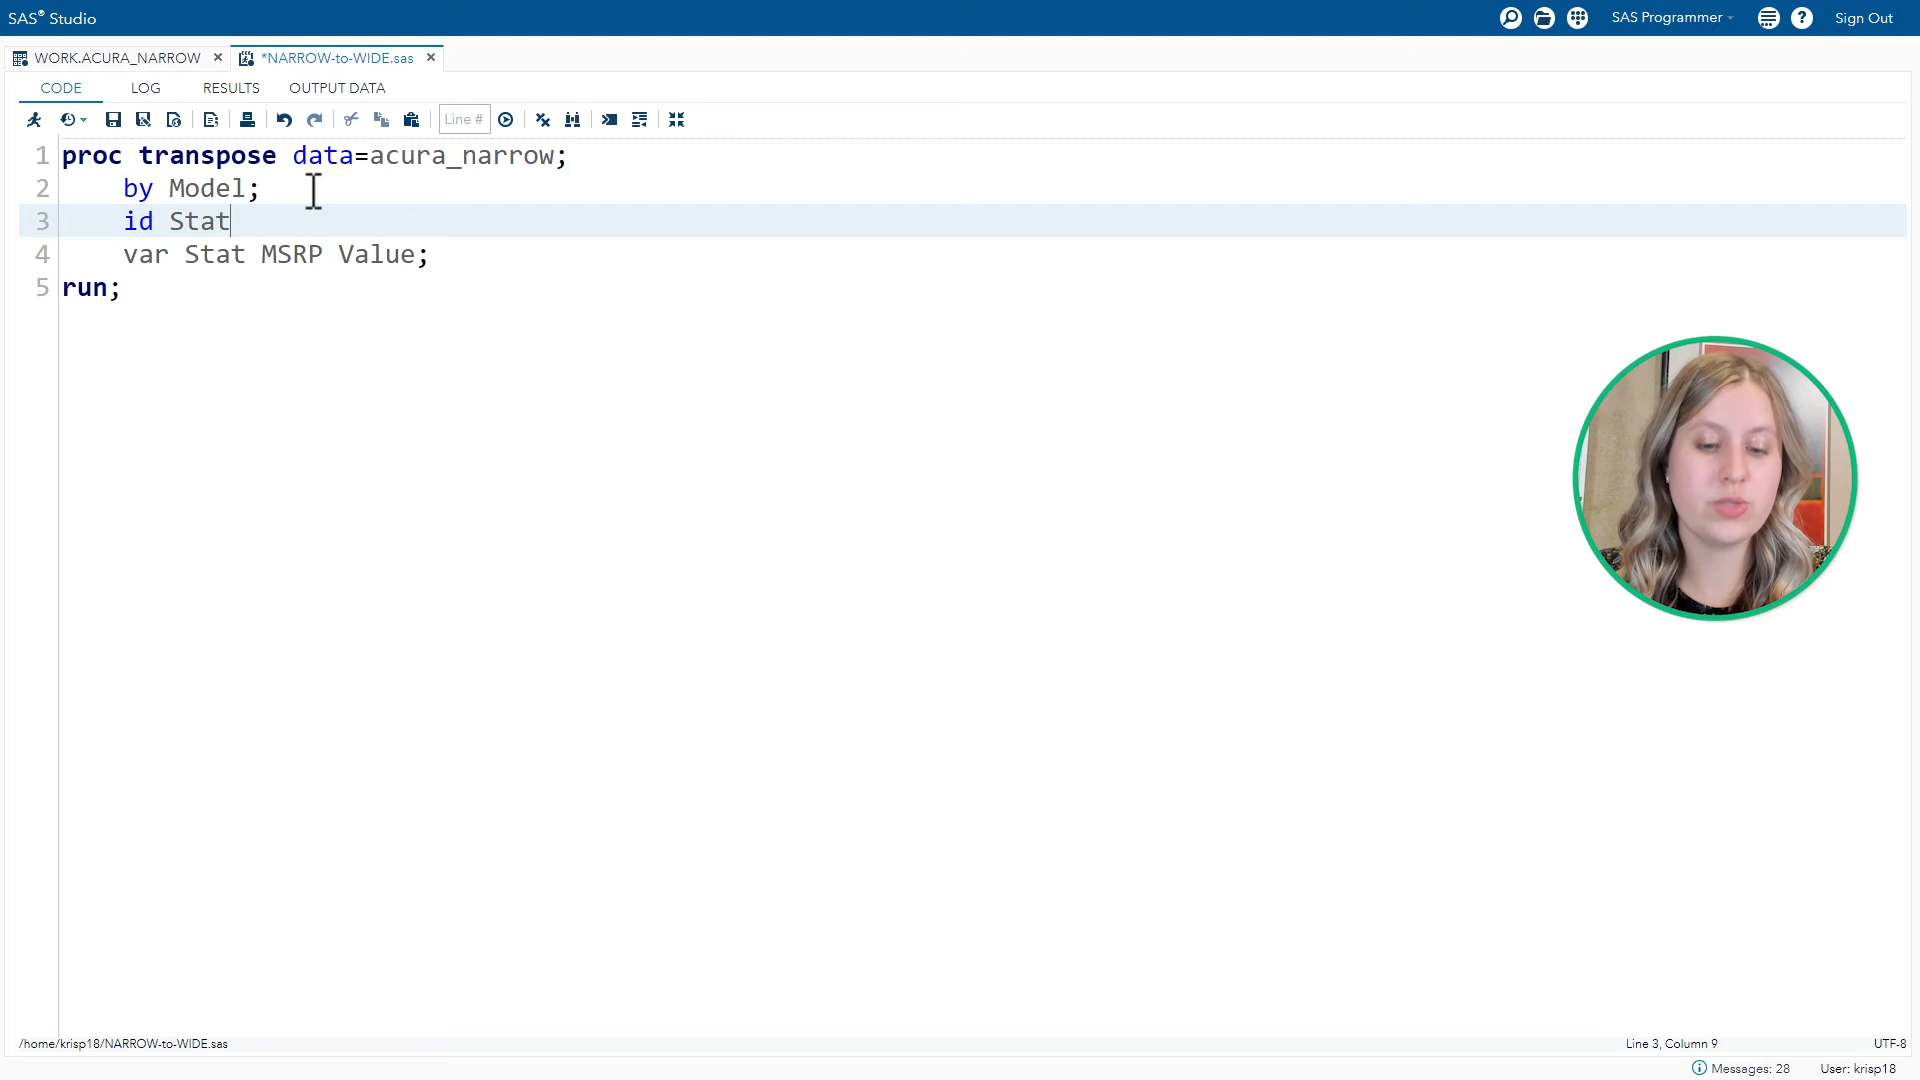 SAS® Studio
SAS Programmer
Sign Out
WORK.ACURA_NARROW
*NARROW-to-WIDE.sas
CODE
LOG
RESULTS
OUTPUT DATA
Line #
1 proc transpose data=acura_narrow;
2 by Model;
3 id Stat
4 var Stat MSRP Value;
5 run;
/home/krisp18/NARROW-to-WIDE.sas
Line 3, Column 9
UTF-8
Messages: 28
User: krisp18